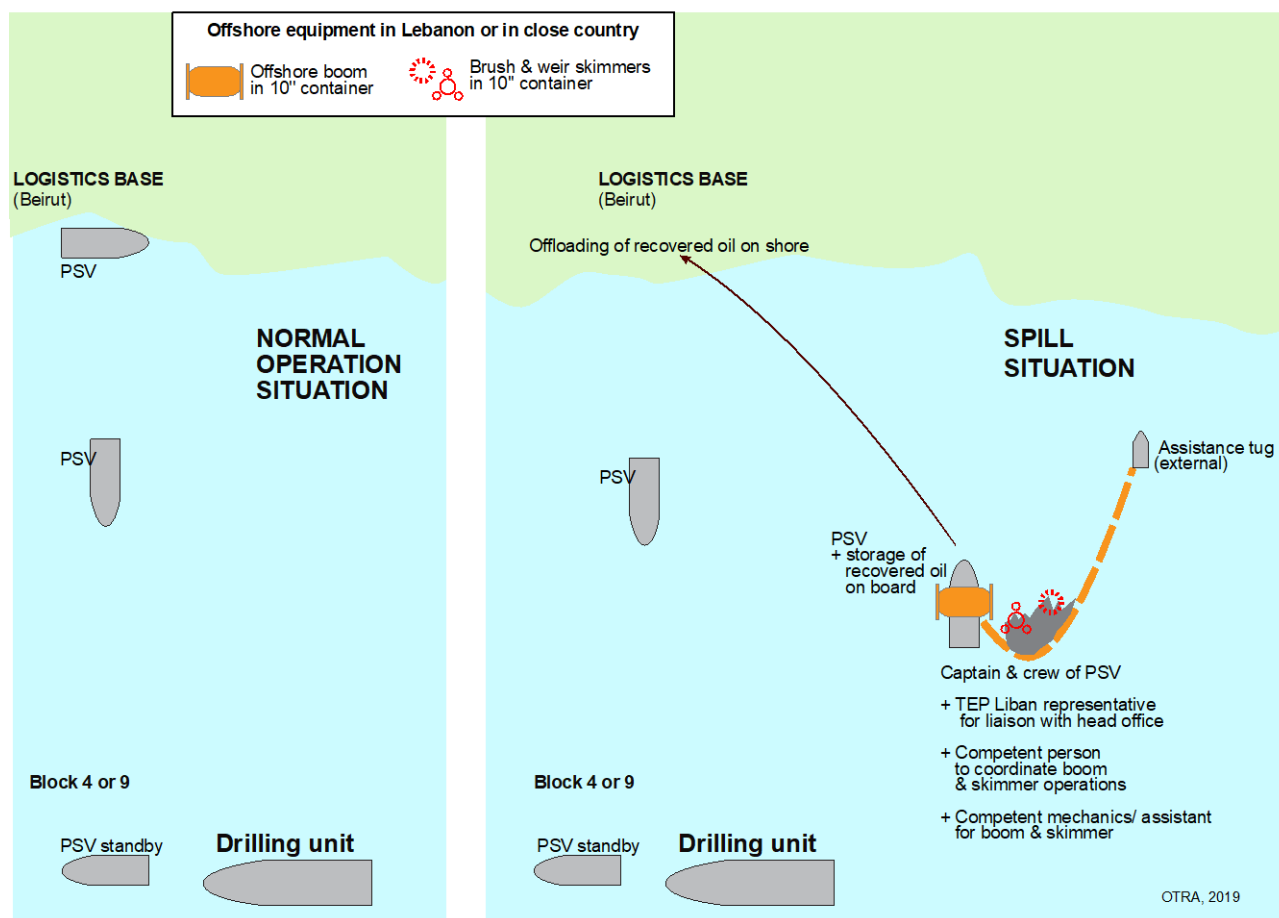 Offshore equipment in Lebanon or in close country
Offshore boom
in 10" container
Brush & weir skimmers
in 10" container
LOGISTICS BASE
(Beirut)
PSV
NORMAL
OPERATION
SITUATION
PSV
Block 4 or 9
PSV standby
Drilling unit
LOGISTICS BASE
(Beirut)
Offloading of recovered oil on shore
SPILL
SITUATION
Assistance tug
(external)
PSV
PSV
+ storage of
recovered oil
on board
Captain & crew of PSV
+ TEP Liban representative
for liaison with head office
+ Competent person
to coordinate boom
& skimmer operations
+ Competent mechanics/ assistant
for boom & skimmer
Block 4 or 9
PSV standby
Drilling unit
OTRA, 2019